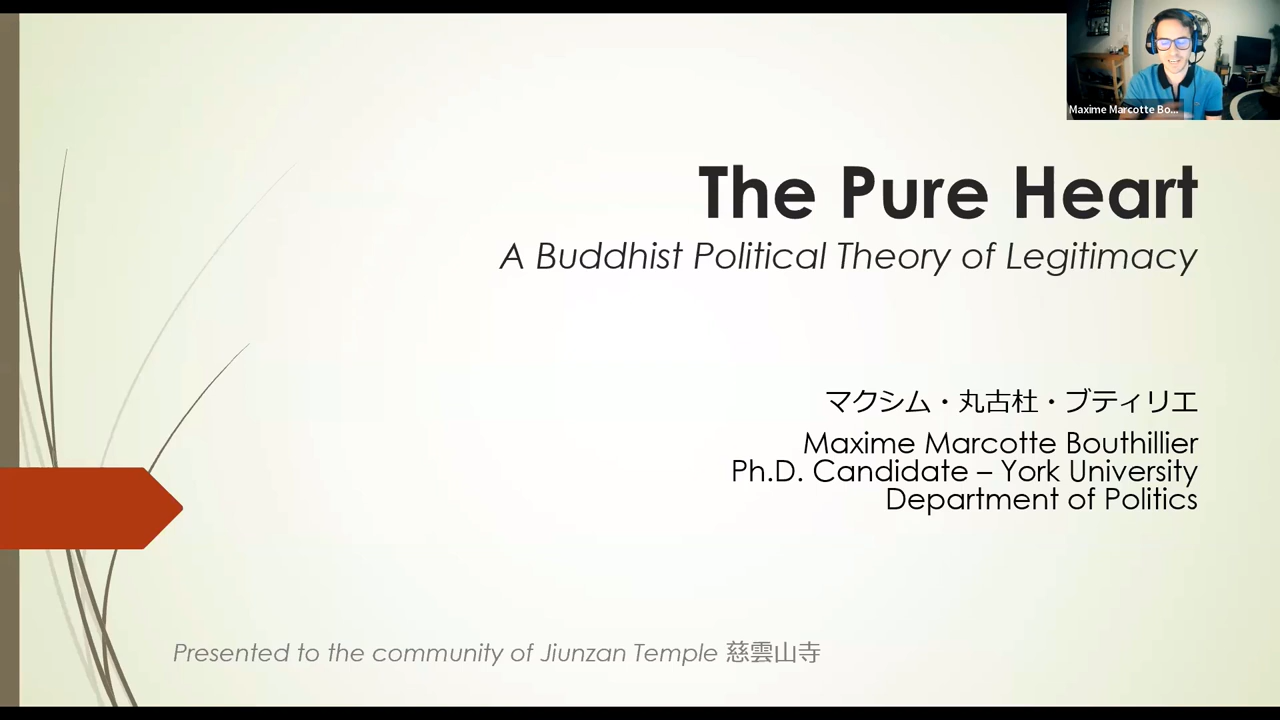 Maxime Marcotte Bo...
The Pure Heart
A Buddhist Political Theory of Legitimacy
マクシム・丸古杜・ブティリエ
Maxime Marcotte Bouthillier
Ph.D. Candidate – York University
Department of Politics
Presented to the community of Jiunzan Temple 慈雲山寺